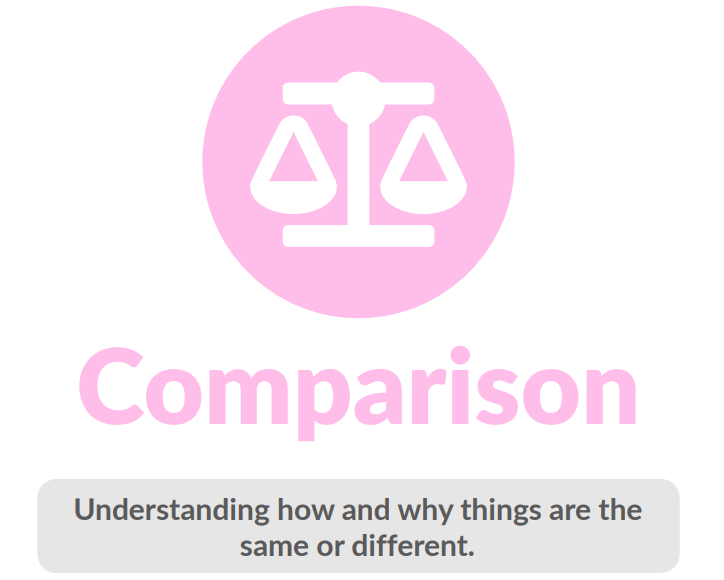 Comparison
Understanding how and why things are the
same or different.